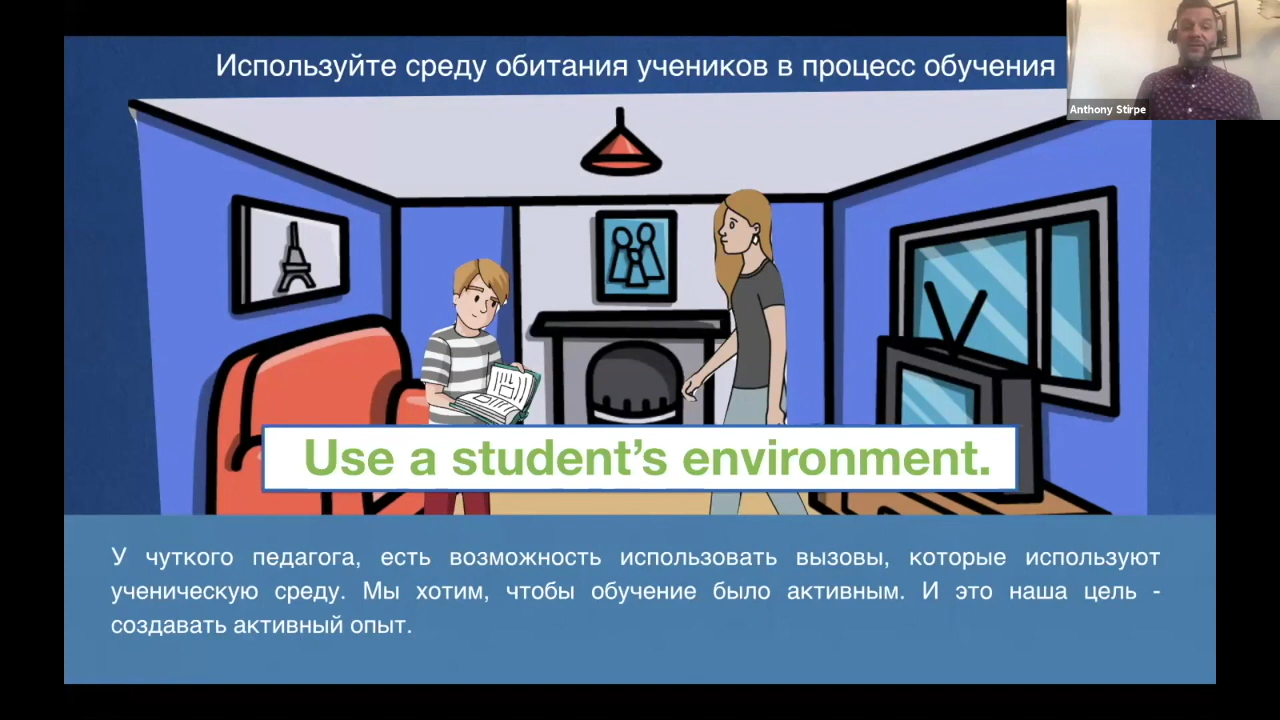 Используйте среду обитания учеников в процесс обучения
Anthony Stirpe
Use a student's environment.
У чуткого педагога, есть возможность использовать вызовы, которые используют
ученическую среду. Мы хотим, чтобы обучение было активным. И это наша цель -
создавать активный опыт.